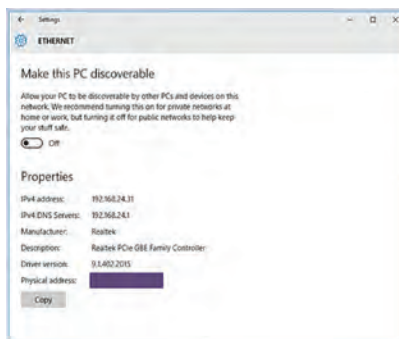 Settings
ETHERNET
Make this PC discoverable
Allow your PC to be discoverable by other PCs and devices on this
network. We recommend turning this on for private networks at
home or work, but turning it off for public networks to help keep
your stuff safe.
Off
Properties
IPv4 address: 192.168.24.31
IPv4 DNS Servers: 192.168.24.1
Manufacturer: Realtek
Description: Realtek PCIe GBE Family Controller
Driver version: 9.1.402.2015
Physical address:
Copy